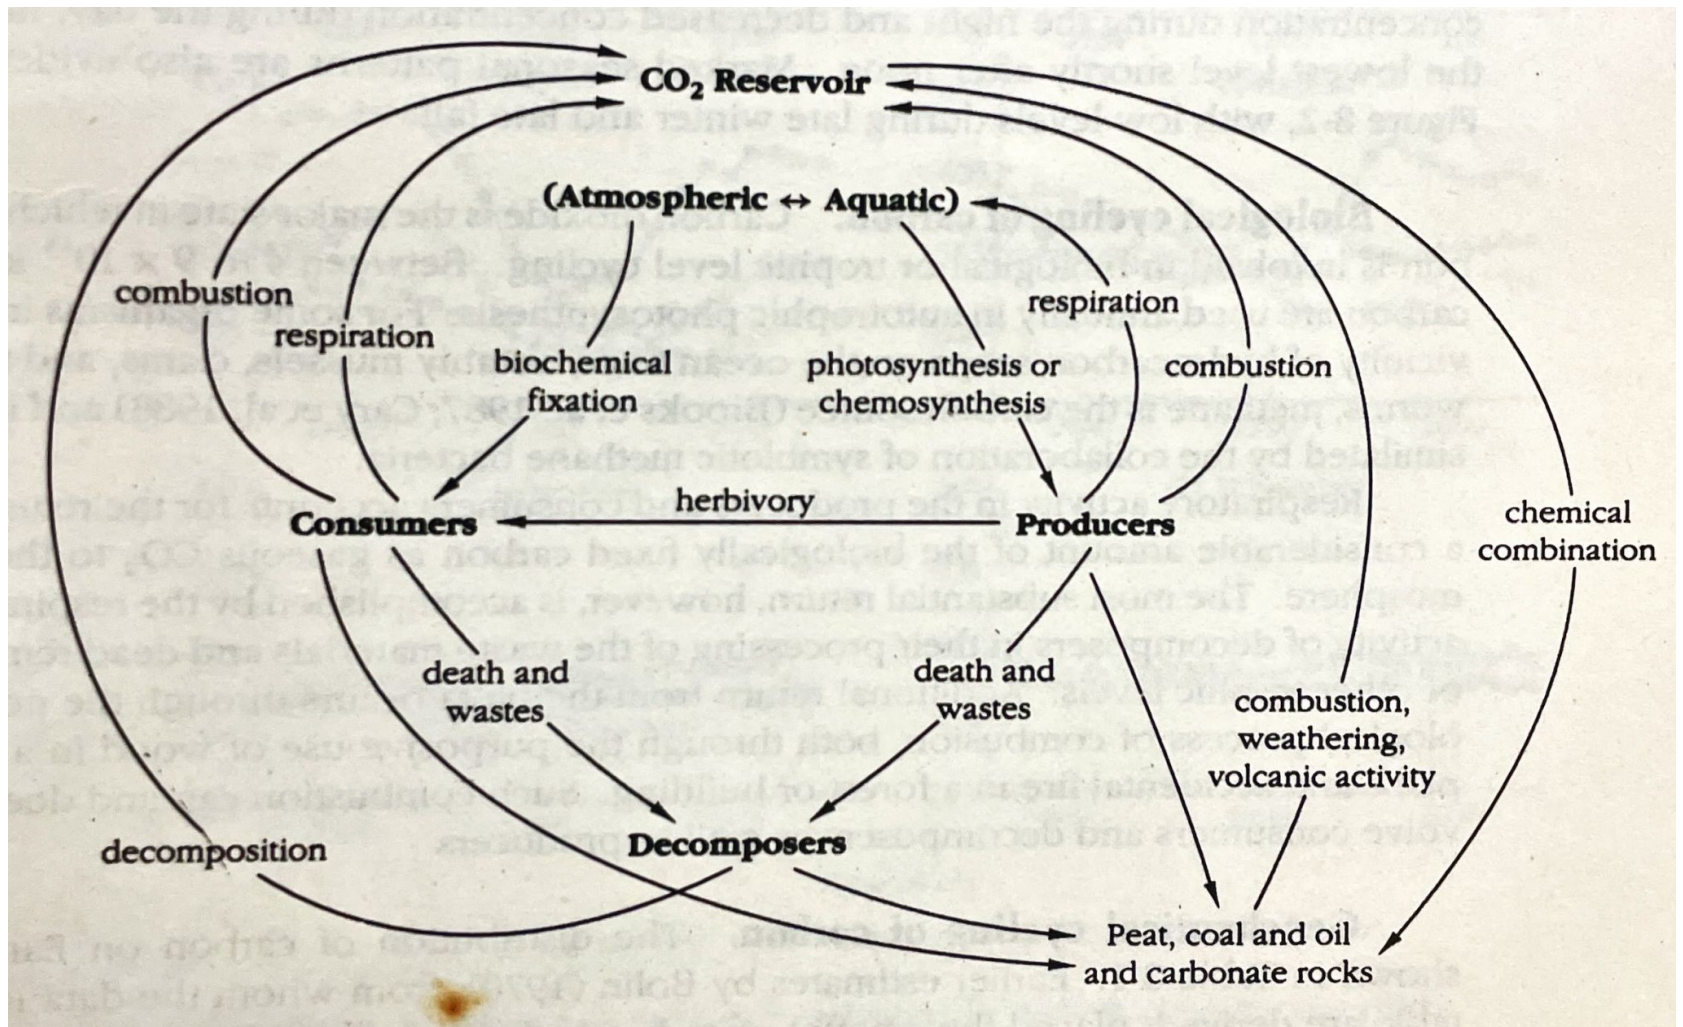 CO₂ Reservoir
(Atmospheric ↔ Aquatic)
combustion
respiration
biochemical
fixation
photosynthesis or
chemosynthesis
respiration
combustion
Consumers
herbivory
Producers
chemical
combination
death and
wastes
death and
wastes
combustion,
weathering,
volcanic activity
decomposition
Decomposers
Peat, coal and oil
and carbonate rocks